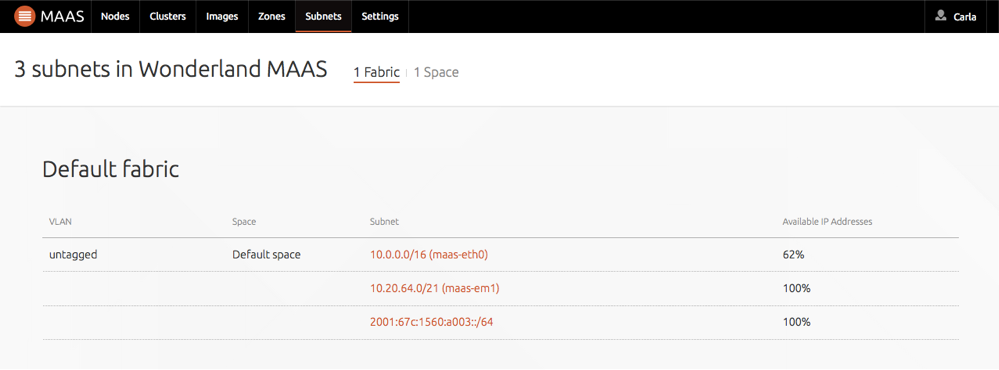 MAAS Nodes Clusters Images Zones Subnets Settings Carla
3 subnets in Wonderland MAAS 1 Fabric 1 Space
Default fabric
VLAN Space Subnet Available IP Addresses
untagged Default space 10.0.0.0/16 (maas-eth0) 62%
10.20.64.0/21 (maas-em1) 100%
2001:67c:1560:a003::/64 100%